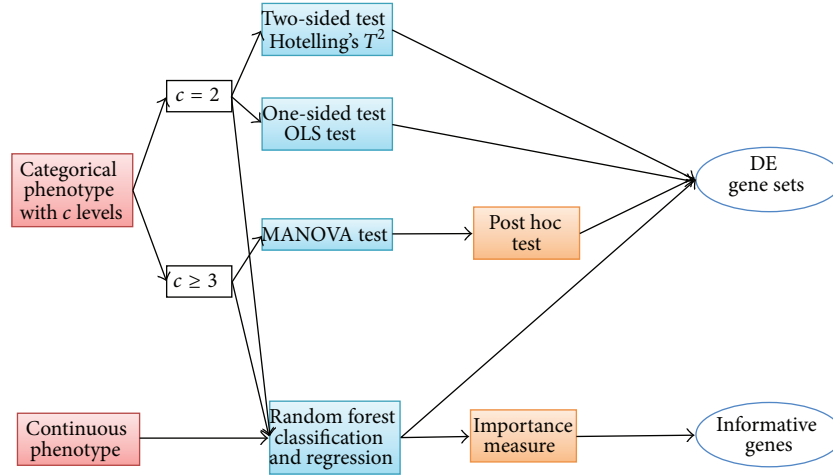 Two-sided test
Hotelling's T²
c = 2
One-sided test
OLS test
Categorical
phenotype
with c levels
DE
gene sets
MANOVA test
Post hoc
test
c ≥ 3
Continuous
phenotype
Random forest
classification
and regression
Importance
measure
Informative
genes